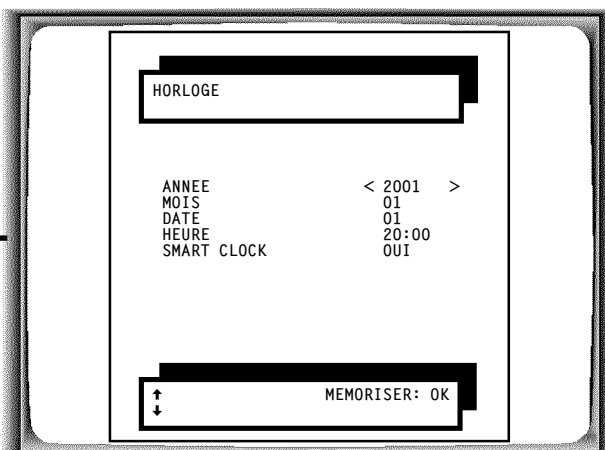 HORLOGE
ANNEE < 2001 >
MOIS 01
DATE 01
HEURE 20:00
SMART CLOCK OUI
↑ MEMORISER: OK
↓